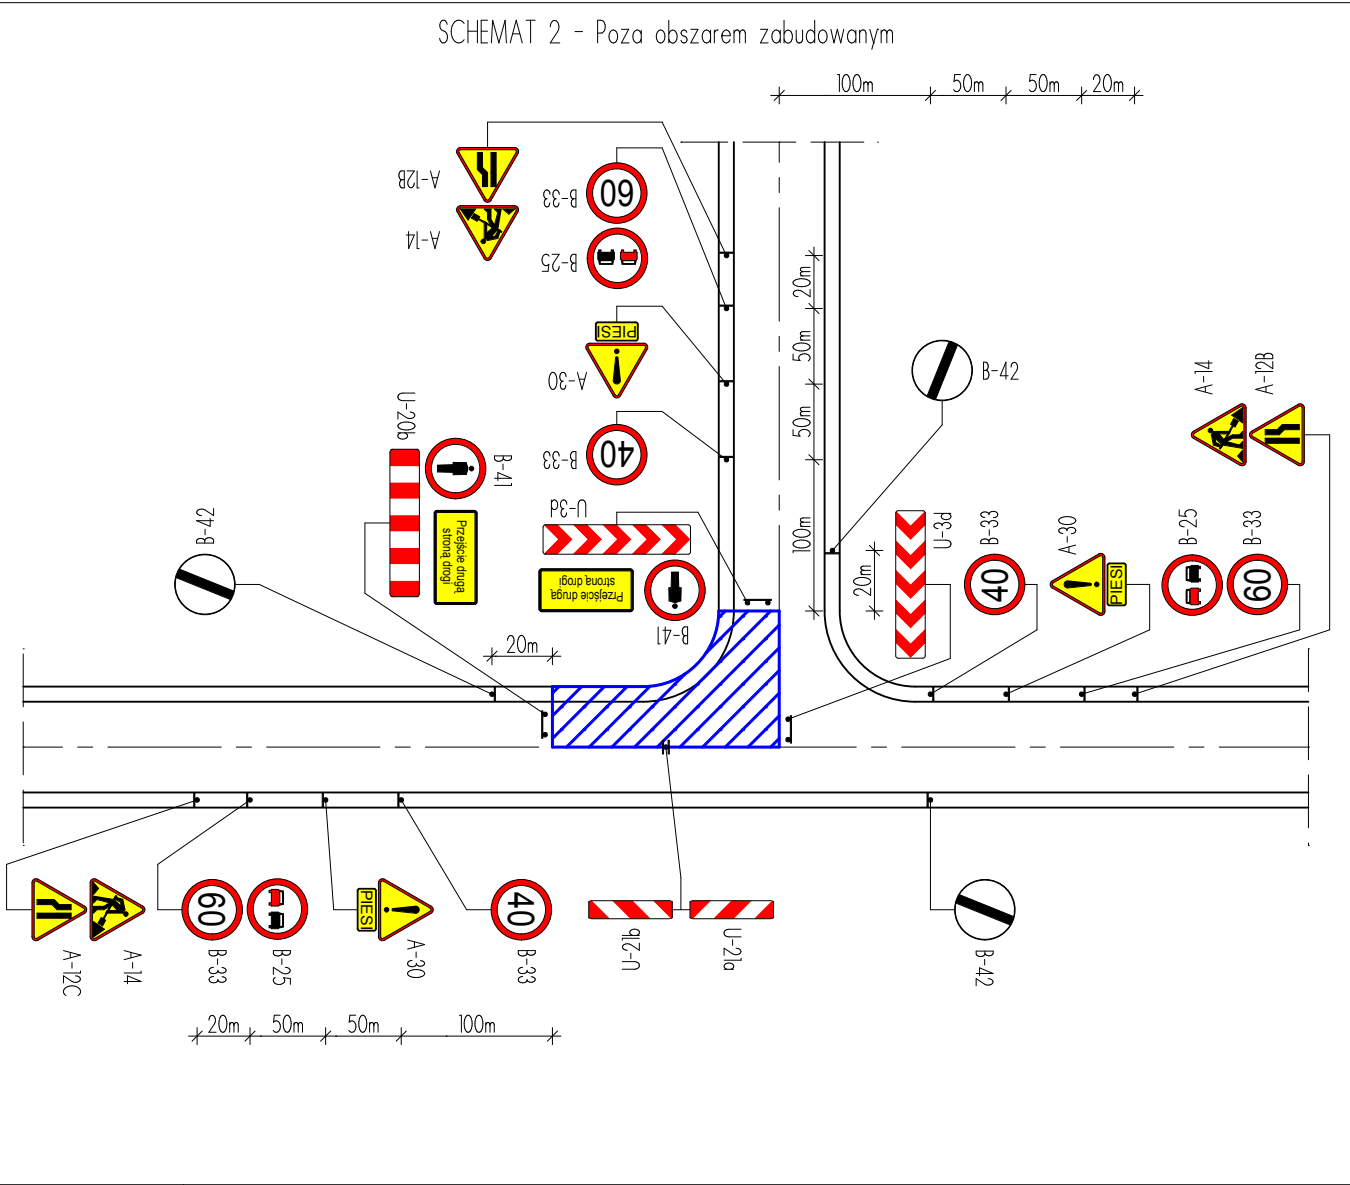 SCHEMAT 2 - Poza obszarem zabudowanym
100m
50m
50m
20m
A-12B
A-14
B-33
60
B-25
PIESI
A-30
B-33
40
U-3d
Przejście drugą
stroną drogi
B-41
U-20b
B-41
Przejście drugą
stroną drogi
B-42
20m
20m
50m
50m
100m
20m
B-42
U-3d
B-33
40
A-30
PIESI
A-14
A-12B
B-25
B-33
60
A-12C
A-14
60
B-33
B-25
PIESI
A-30
40
B-33
U-21b
U-21a
B-42
20m
50m
50m
100m